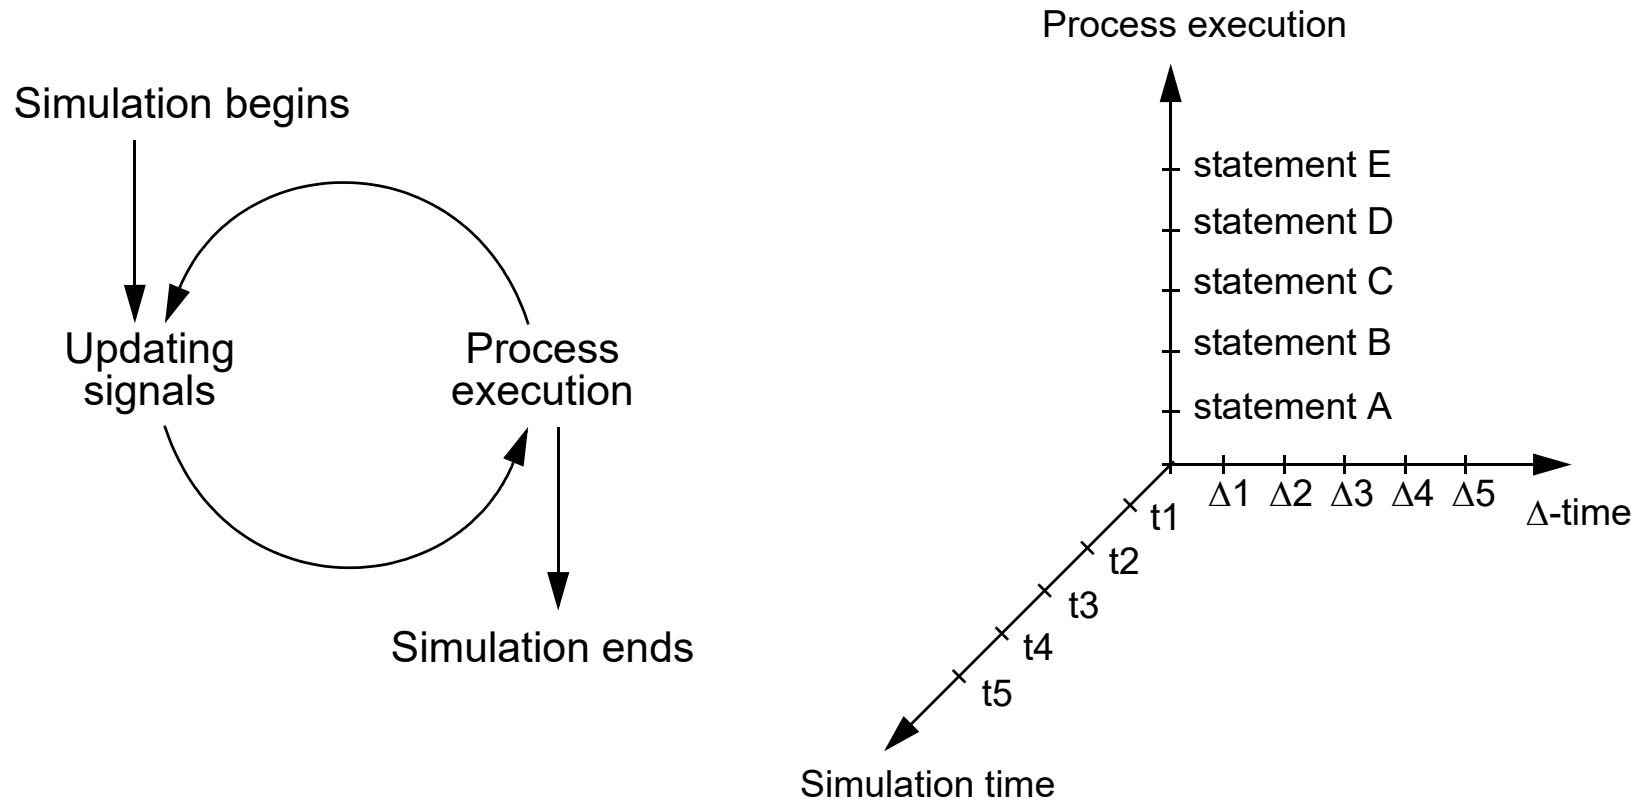 Simulation begins
Updating
signals
Process
execution
Simulation ends
Process execution
statement E
statement D
statement C
statement B
statement A
Δ1 Δ2 Δ3 Δ4 Δ5
Δ-time
t1
t2
t3
t4
t5
Simulation time